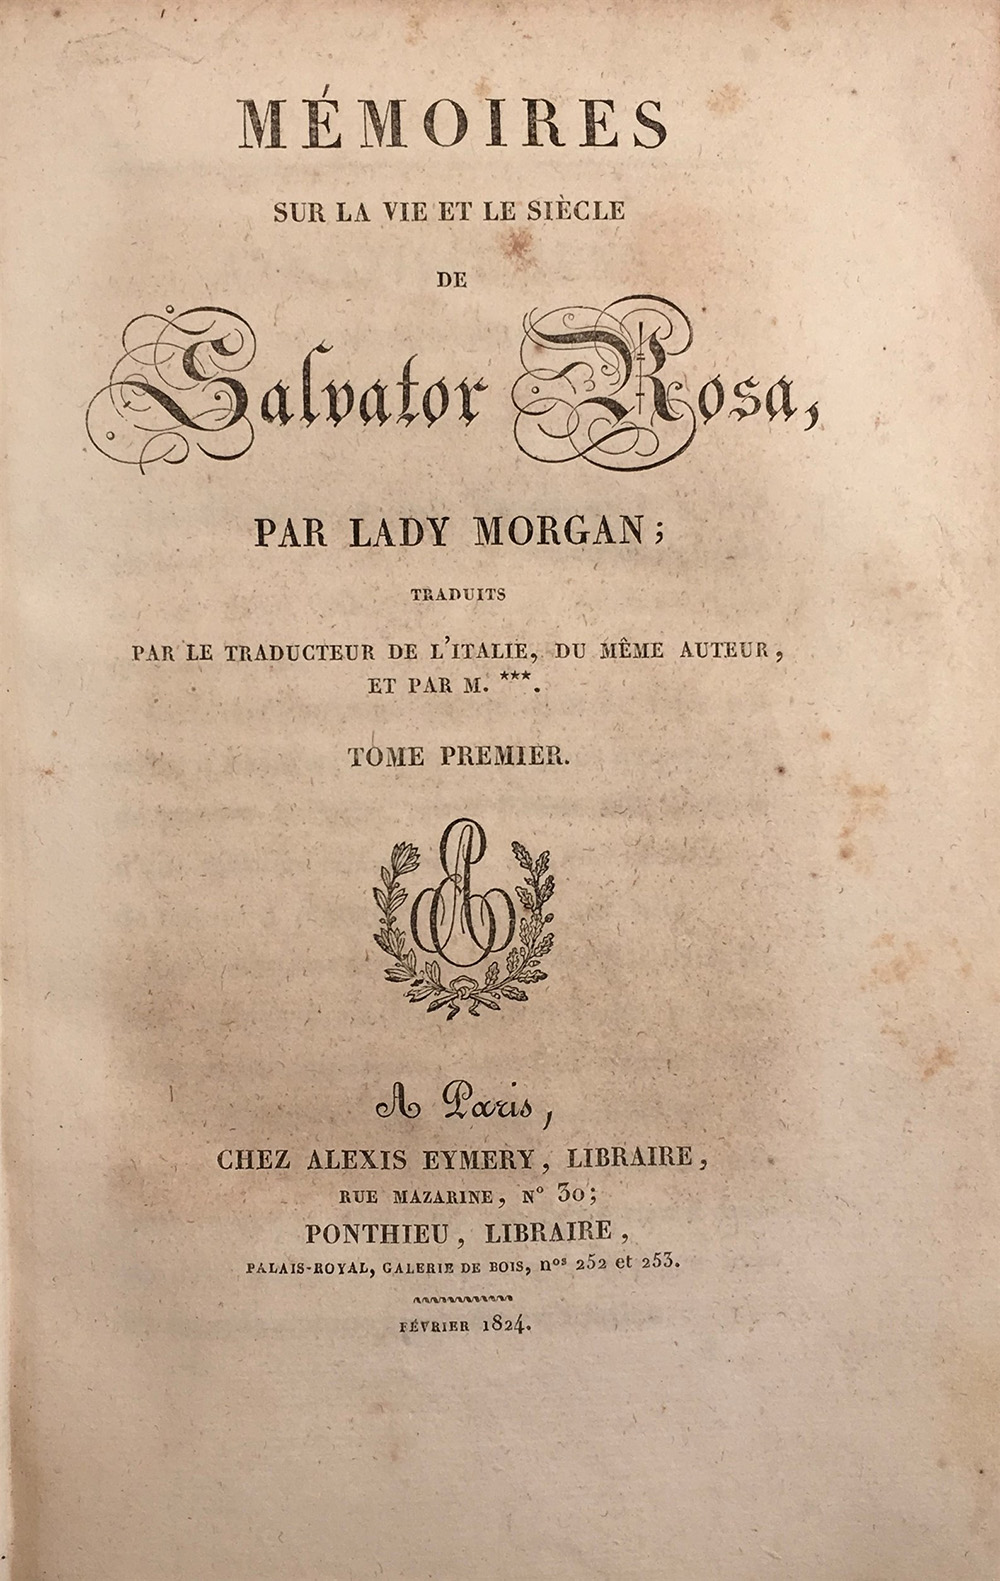 MÉMOIRES
SUR LA VIE ET LE SIÈCLE
DE
Salvator Rosa,
PAR LADY MORGAN;
TRADUITS
PAR LE TRADUCTEUR DE L'ITALIE, DU MÊME AUTEUR,
ET PAR M. ***.
TOME PREMIER.
AE
A Paris,
CHEZ ALEXIS EYMERY, LIBRAIRE,
RUE MAZARINE, N° 30;
PONTHIEU, LIBRAIRE,
PALAIS-ROYAL, GALERIE DE BOIS, nos 252 et 253.
FÉVRIER 1824.